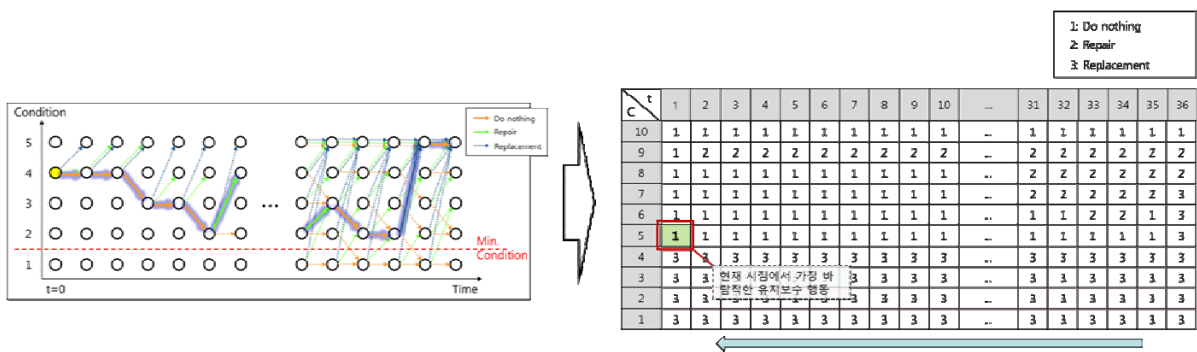 Condition
5
4
3
2
1
t=0
Time
...
Min.
Condition
Do nothing
Repair
Replacement
1: Do nothing
2: Repair
3: Replacement
C t 1 2 3 4 5 6 7 8 9 10 ... 31 32 33 34 35 36
10 1 1 1 1 1 1 1 1 1 1 ... 1 1 1 1 1 1
9 1 2 2 2 2 2 2 2 2 2 ... 2 2 2 2 2 2
8 1 1 1 1 1 1 1 1 1 1 ... 2 2 2 2 2 2
7 1 1 1 1 1 1 1 1 1 1 ... 2 2 2 2 2 3
6 1 1 1 1 1 1 1 1 1 1 ... 1 1 2 2 1 3
5 1 1 1 1 1 1 1 1 1 1 ... 1 1 1 1 1 3
4 3 3 3 3 3 3 3 3 3 3 ... 3 3 3 3 3 3
3 3 3 3 3 3 3 3 ... 3 3 3 3 3 3
현재 시점에서 가장 바
람직한 유지보수 행동
2 3 3 3 3 3 3 ... 3 3 3 3 3 3
1 3 3 3 3 3 3 3 3 3 3 ... 3 3 3 3 3 3